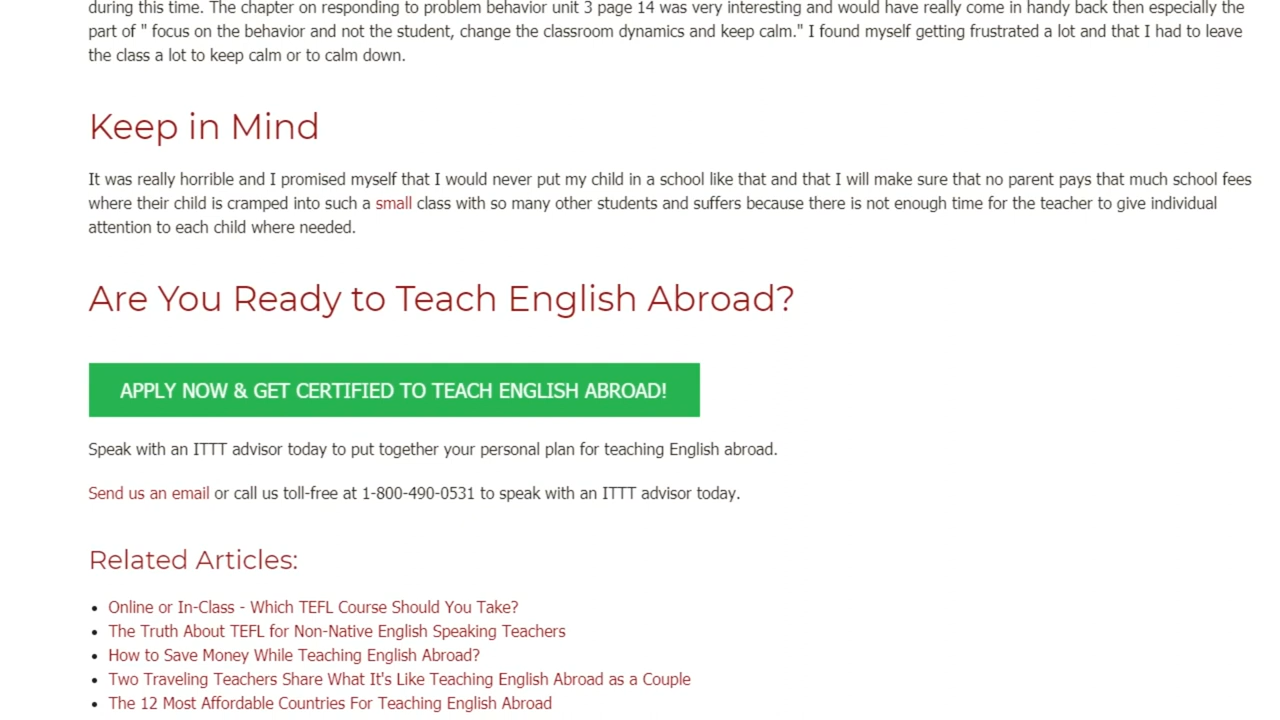 during this time. The chapter on responding to problem behavior unit 3 page 14 was very interesting and would have really come in handy back then especially the
part of " focus on the behavior and not the student, change the classroom dynamics and keep calm." I found myself getting frustrated a lot and that I had to leave
the class a lot to keep calm or to calm down.
Keep in Mind
It was really horrible and I promised myself that I would never put my child in a school like that and that I will make sure that no parent pays that much school fees
where their child is cramped into such a small class with so many other students and suffers because there is not enough time for the teacher to give individual
attention to each child where needed.
Are You Ready to Teach English Abroad?
APPLY NOW & GET CERTIFIED TO TEACH ENGLISH ABROAD!
Speak with an ITTT advisor today to put together your personal plan for teaching English abroad.
Send us an email or call us toll-free at 1-800-490-0531 to speak with an ITTT advisor today.
Related Articles:
• Online or In-Class - Which TEFL Course Should You Take?
• The Truth About TEFL for Non-Native English Speaking Teachers
• How to Save Money While Teaching English Abroad?
• Two Traveling Teachers Share What It's Like Teaching English Abroad as a Couple
• The 12 Most Affordable Countries For Teaching English Abroad